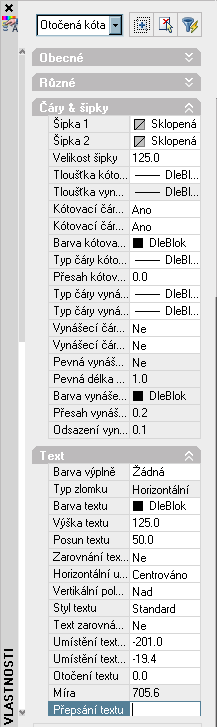 Otočená kóta
Obecné
Různé
Čáry & šipky
Šipka 1 Sklopená
Šipka 2 Sklopená
Velikost šipky 125.0
Tloušťka kóto... DleBl...
Tloušťka vyn... DleBl...
Kótovací čár... Ano
Kótovací čár... Ano
Barva kótova... DleBlok
Typ čáry kóto... DleBl...
Přesah kótov... 0.0
Typ čáry vyná... DleBl...
Typ čáry vyná... DleBl...
Vynášecí čár... Ne
Vynášecí čár... Ne
Pevná vynáš... Ne
Pevná délka ... 1.0
Barva vynáše... DleBlok
Přesah vynáš... 0.2
Odsazení vyn... 0.1
Text
Barva výplně Žádná
Typ zlomku Horizontální
Barva textu DleBlok
Výška textu 125.0
Posun textu 50.0
Zarovnání tex... Ne
Horizontální u... Centrováno
Vertikální pol... Nad
Styl textu Standard
Text zarovná... Ne
Umístění text... -201.0
Umístění text... -19.4
Otočení textu 0.0
Míra 705.6
Přepsání textu
VLASTNOSTI